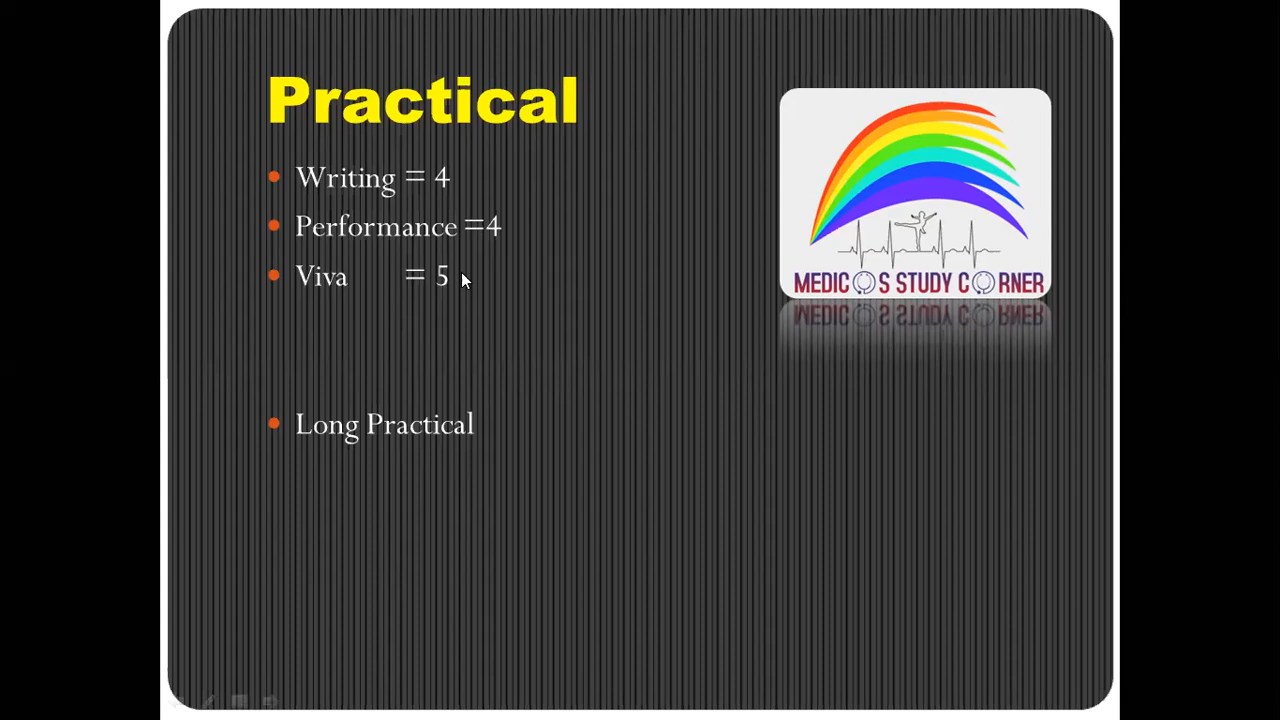 Practical
Writing = 4
Performance =4
Viva = 5
Long Practical
MEDICOS STUDY CORNER